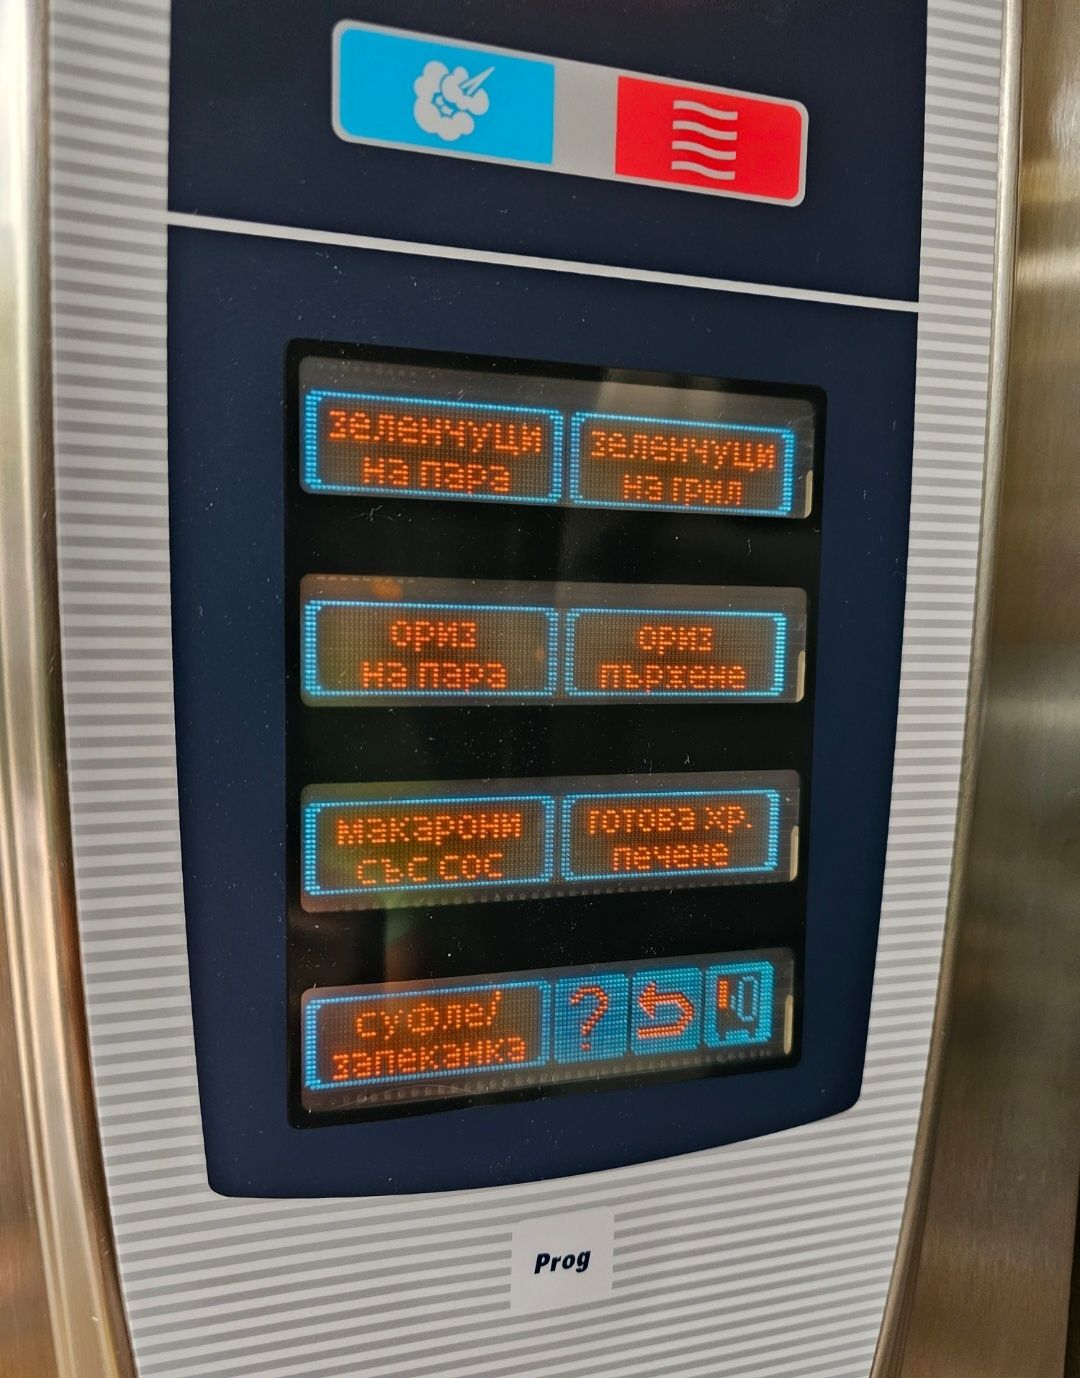 зеленчуци
на пара
зеленчуци
на грил
ориз
на пара
ориз
пържене
макарони
със сос
готова хр.
печене
суфле/
запеканка
?
Prog